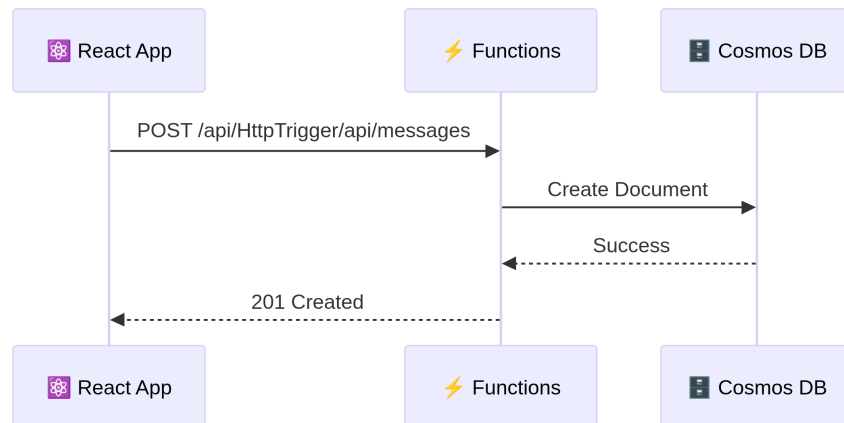 ⚛️ React App
⚡ Functions
🗄️ Cosmos DB
POST /api/HttpTrigger/api/messages
Create Document
Success
201 Created
⚛️ React App
⚡ Functions
🗄️ Cosmos DB